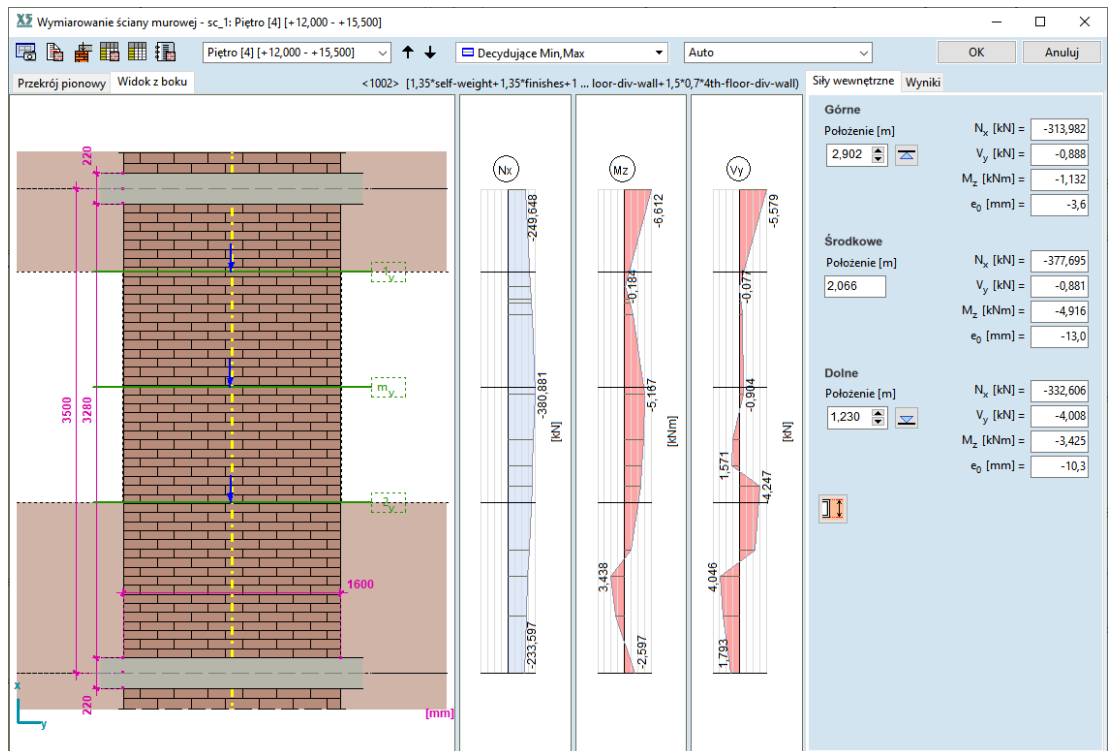 Wymiarowanie ściany murowej - sc_1: Piętro [4] [+12,000 - +15,500]
Piętro [4] [+12,000 - +15,500]
Decydujące Min,Max
Auto
OK
Anuluj
Przekrój pionowy
Widok z boku
<1002> [1,35*self-weight+1,35*finishes+1 ... loor-div-wall+1,5*0,7*4th-floor-div-wall)
Siły wewnętrzne
Wyniki
220
3500
3280
1y
my
2y
1600
220
[mm]
x
y
Nx
-249,648
-380,881
[kN]
-233,597
Mz
-6,612
-0,184
-5,167
[kNm]
3,438
-2,597
Vy
-5,579
-0,077
-0,904
[kN]
1,571
-4,247
4,046
1,793
Górne
Położenie [m]
2,902
Nx [kN] = -313,982
Vy [kN] = -0,888
Mz [kNm] = -1,132
e0 [mm] = -3,6
Środkowe
Położenie [m]
2,066
Nx [kN] = -377,695
Vy [kN] = -0,881
Mz [kNm] = -4,916
e0 [mm] = -13,0
Dolne
Położenie [m]
1,230
Nx [kN] = -332,606
Vy [kN] = -4,008
Mz [kNm] = -3,425
e0 [mm] = -10,3